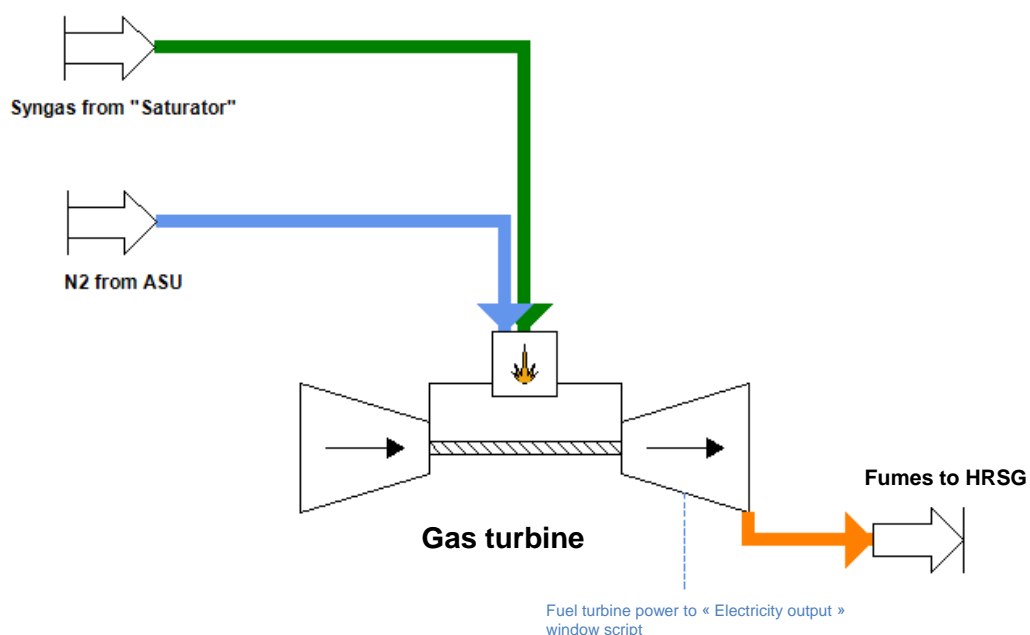 Syngas from "Saturator"
N2 from ASU
Fumes to HRSG
Gas turbine
Fuel turbine power to « Electricity output »
window script